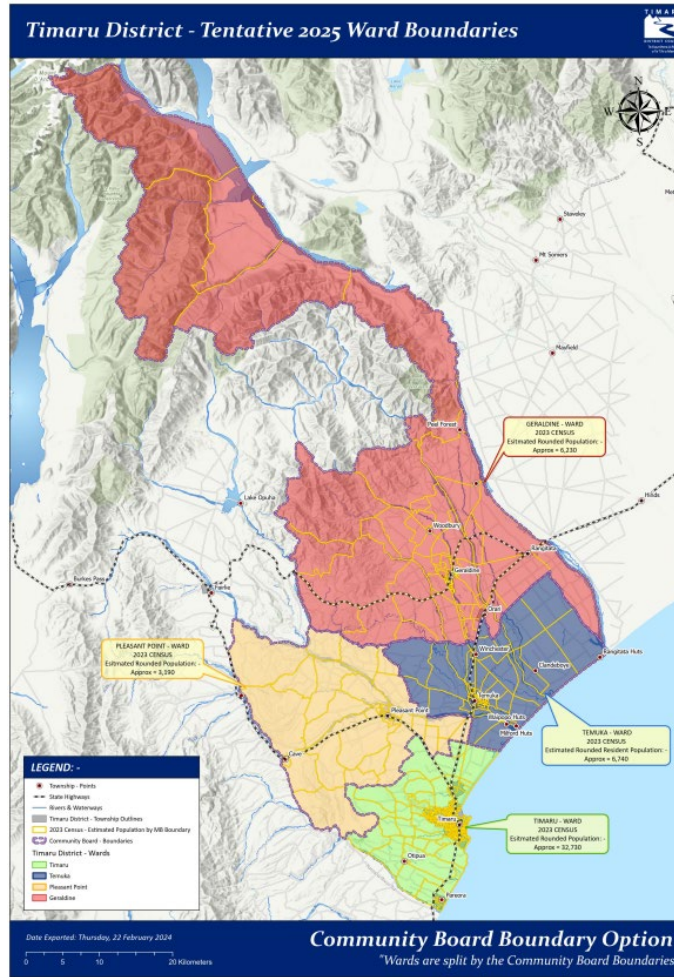 Timaru District - Tentative 2025 Ward Boundaries
N
W
E
S
Staveley
Mt Somers
Mayfield
Peel Forest
GERALDINE - WARD
2023 CENSUS
Esitmated Rounded Population: -
Approx = 6,230
Hinds
Lake Opuha
Woodbury
Rangitata
Geraldine
Burkes Pass
Fairlie
Orari
PLEASANT POINT - WARD
2023 CENSUS
Esitmated Rounded Population: -
Approx = 3,190
Winchester
Rangitata Huts
Clandeboye
Temuka
Pleasant Point
Milford Huts
TEMUKA - WARD
2023 CENSUS
Estimated Rounded Resident Population: -
Approx = 6,740
Cave
LEGEND: -
Township - Points
State Highways
Rivers & Waterways
Timaru District - Township Outlines
2023 Census - Estimated Population by MB Boundary
Community Board - Boundaries
Timaru District - Wards
Timaru
Temuka
Pleasant Point
Geraldine
Timaru
TIMARU - WARD
2023 CENSUS
Esitmated Rounded Population: -
Approx = 32,730
Otipua
Pareora
Date Exported: Thursday, 22 February 2024
0 5 10 20 Kilometers
Community Board Boundary Option
"Wards are split by the Community Board Boundaries